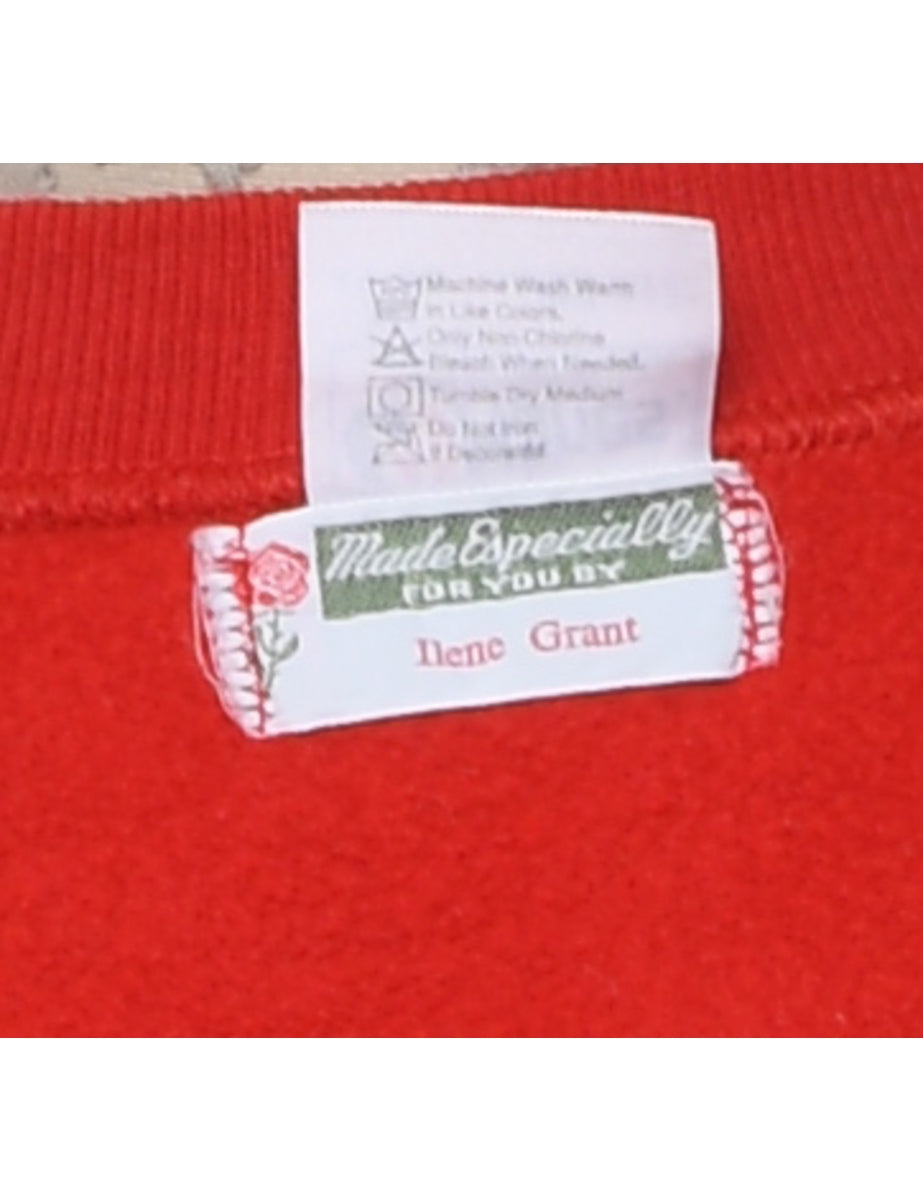 Machine Wash Warm
in Like Colors.
Only Non-Chlorine
Bleach When Needed.
Tumble Dry Medium
Do Not Iron
If Decorated
Made Especially
FOR YOU BY
Ilene Grant